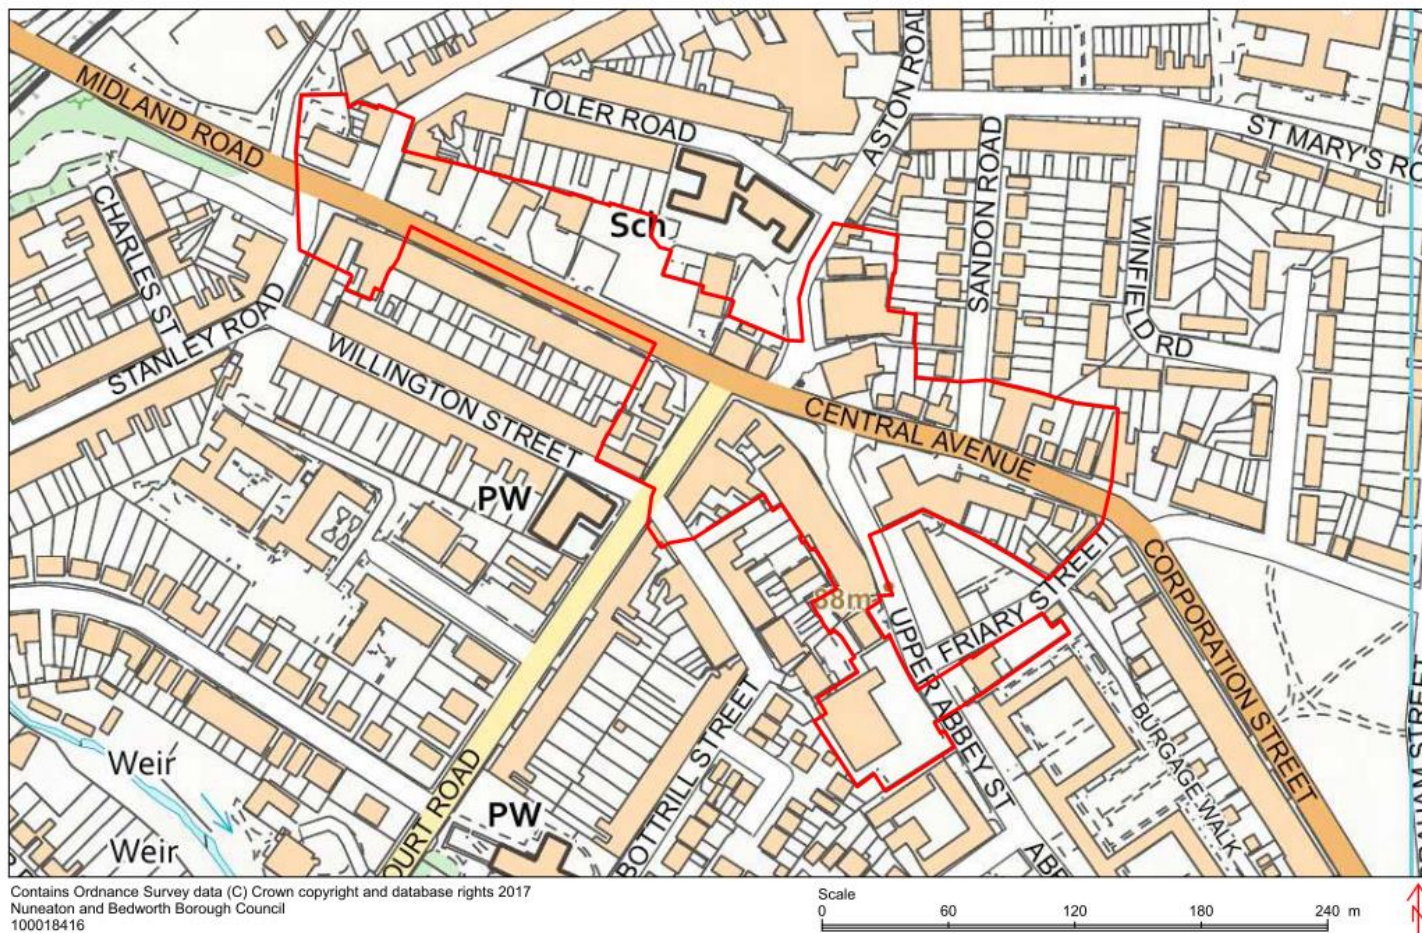 MIDLAND ROAD
TOLER ROAD
ASTON ROAD
ST MARY'S RO
SANDON ROAD
WINFIELD RD
CHARLES ST
STANLEY ROAD
Sch
WILLINGTON STREET
CENTRAL AVENUE
PW
CORPORATION STREET
88m
UPPER ABBEY ST
FRIARY STREET
BURGAGE WALK
BOTTRILL STREET
OURT ROAD
Weir
PW
Weir
ABB
STREET
Contains Ordnance Survey data (C) Crown copyright and database rights 2017
Nuneaton and Bedworth Borough Council
100018416
Scale
0 60 120 180 240 m
N